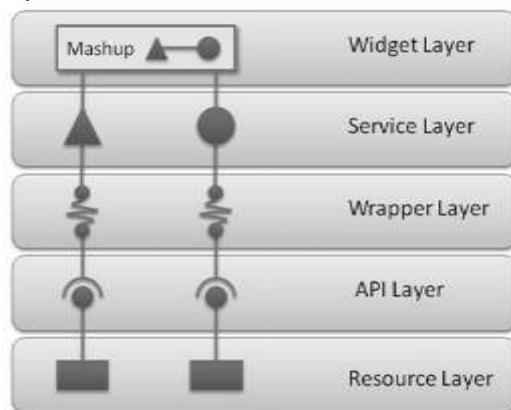 Mashup
Widget Layer
Service Layer
Wrapper Layer
API Layer
Resource Layer